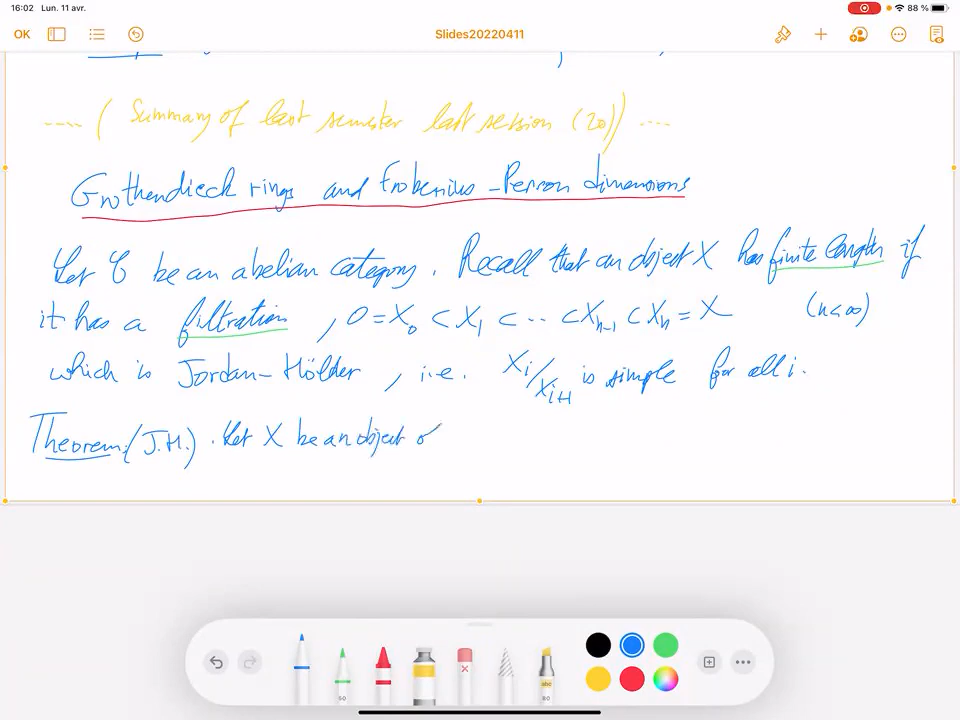 16:02 Lun. 11 avr.
88 %
OK
Slides20220411
..... (Summary of last semester last session (20)) ....
Grothendieck rings and Frobenius-Perron dimensions
Let C be an abelian category. Recall that an object X has finite length if
it has a filtration, 0 = X₀ ⊂ X₁ ⊂ ... ⊂ Xₙ₋₁ ⊂ Xₙ = X (n<∞)
which is Jordan-Hölder, i.e. Xi/Xi-1 is simple for all i.
Theorem: (J.H.). Let X be an object o